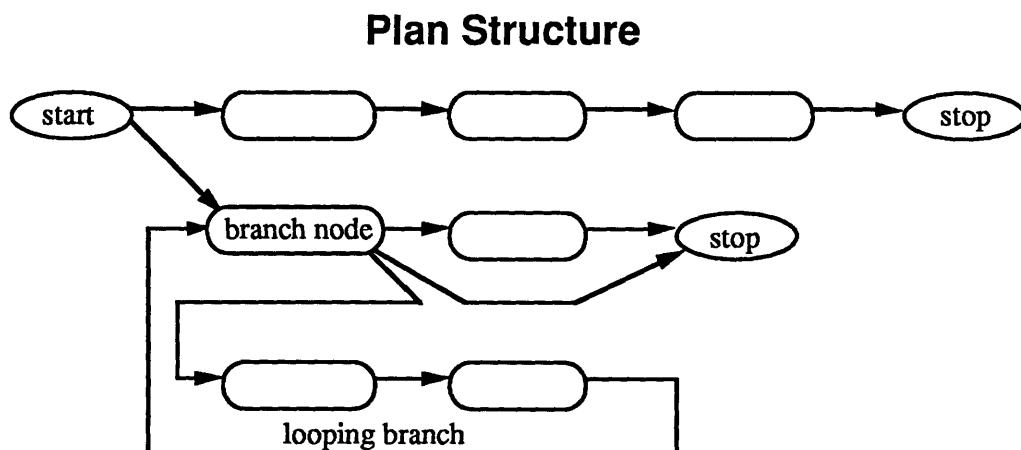 Plan Structure
start
stop
branch node
stop
looping branch